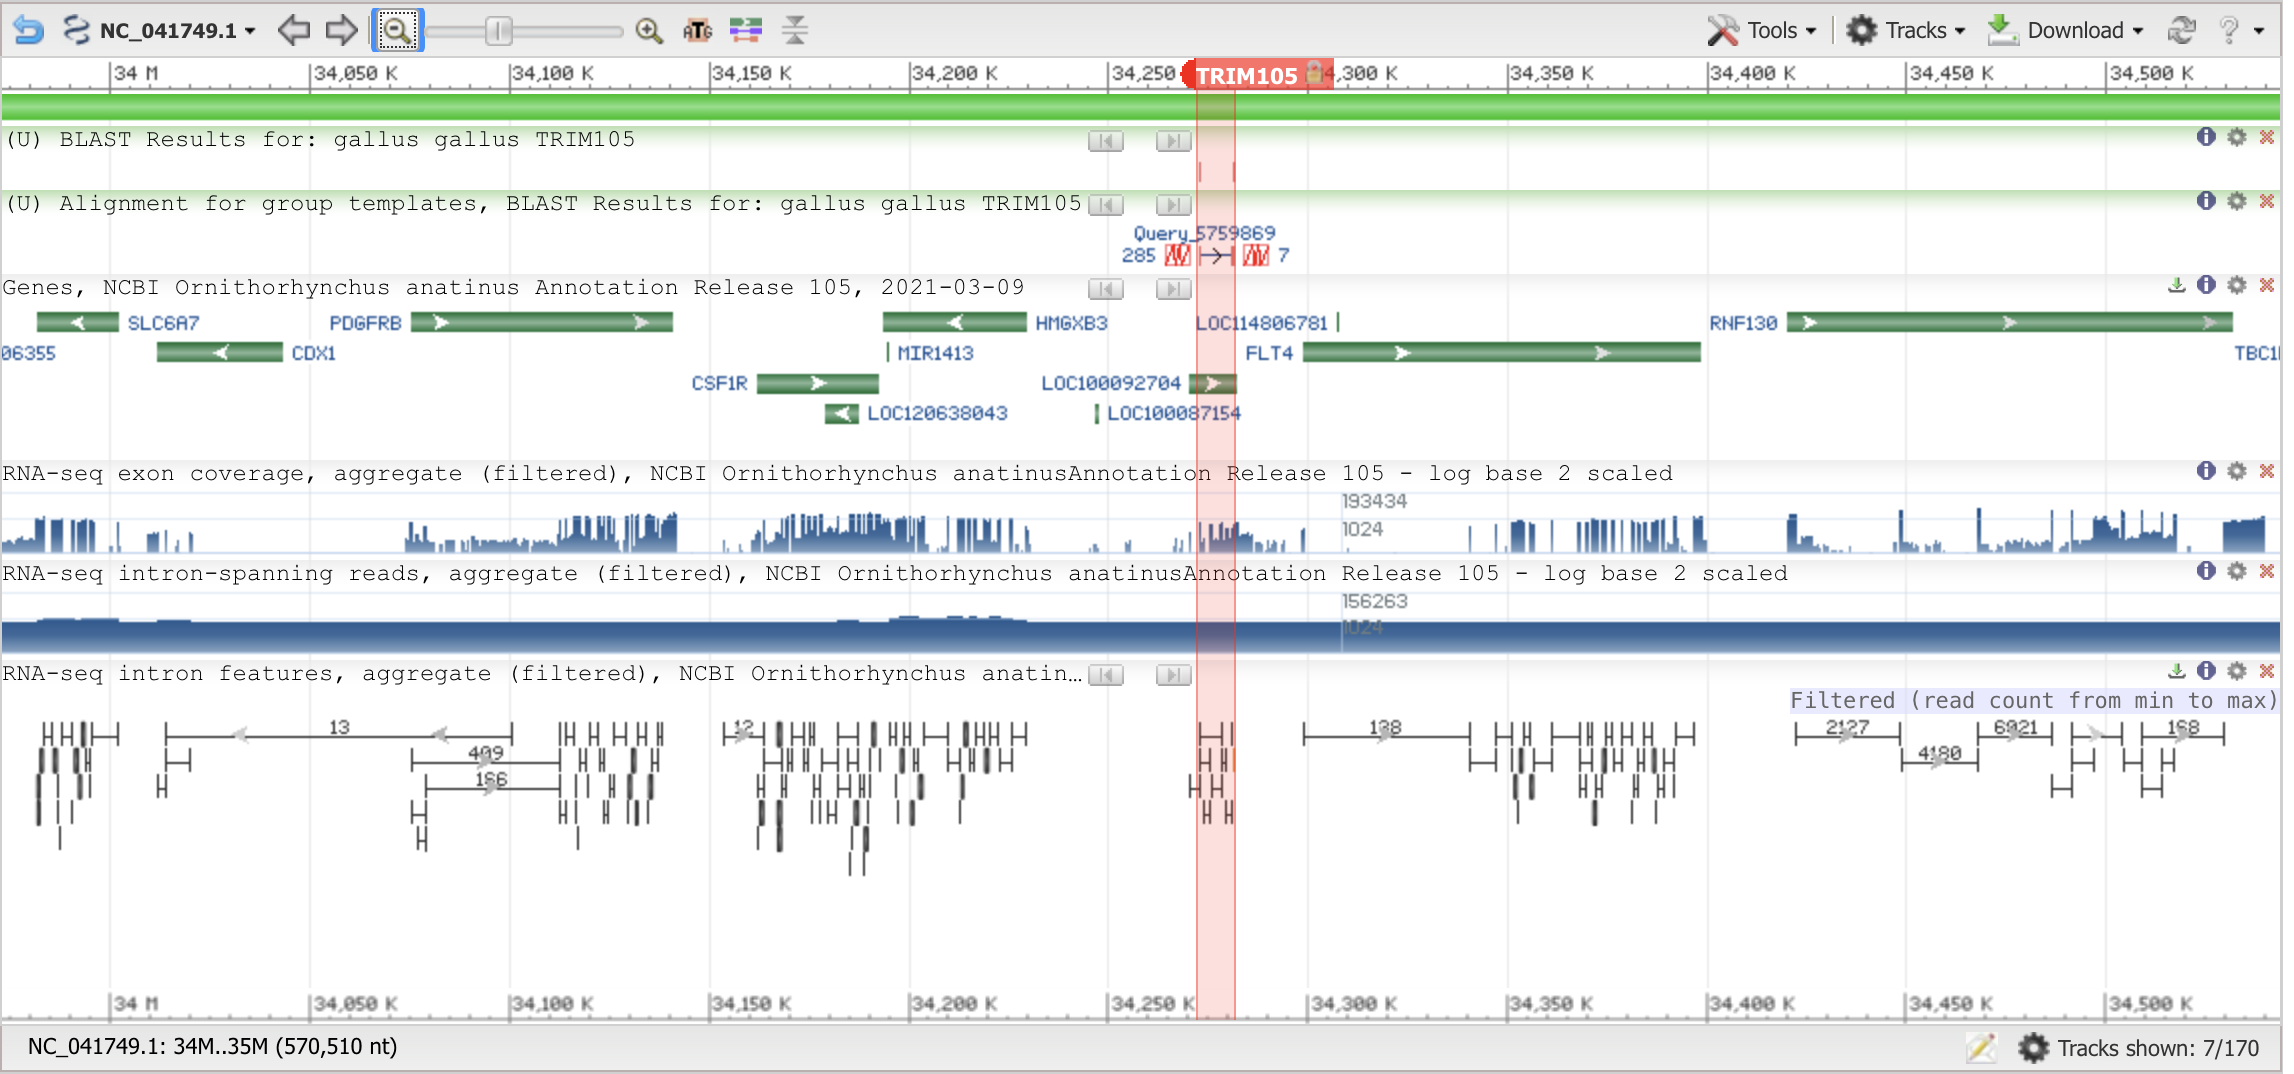 NC_041749.1 Tools Tracks Download ?
34 M 34,050 K 34,100 K 34,150 K 34,200 K 34,250 TRIM105 4,300 K 34,350 K 34,400 K 34,450 K 34,500 K
(U) BLAST Results for: gallus gallus TRIM105
(U) Alignment for group templates, BLAST Results for: gallus gallus TRIM105
Query_5759869
285 7
Genes, NCBI Ornithorhynchus anatinus Annotation Release 105, 2021-03-09
SLC6A7 PDGFRB HMGXB3 LOC114806781 RNF130
06355 CDX1 MIR1413 FLT4 TBC1
CSF1R LOC100092704
LOC120638043 LOC100087154
RNA-seq exon coverage, aggregate (filtered), NCBI Ornithorhynchus anatinusAnnotation Release 105 - log base 2 scaled
193434
1024
RNA-seq intron-spanning reads, aggregate (filtered), NCBI Ornithorhynchus anatinusAnnotation Release 105 - log base 2 scaled
156263
1024
RNA-seq intron features, aggregate (filtered), NCBI Ornithorhynchus anatin…
Filtered (read count from min to max)
13 12 138 2127 6021 168
409 4180
166
34 M 34,050 K 34,100 K 34,150 K 34,200 K 34,250 K 34,300 K 34,350 K 34,400 K 34,450 K 34,500 K
NC_041749.1: 34M..35M (570,510 nt) Tracks shown: 7/170